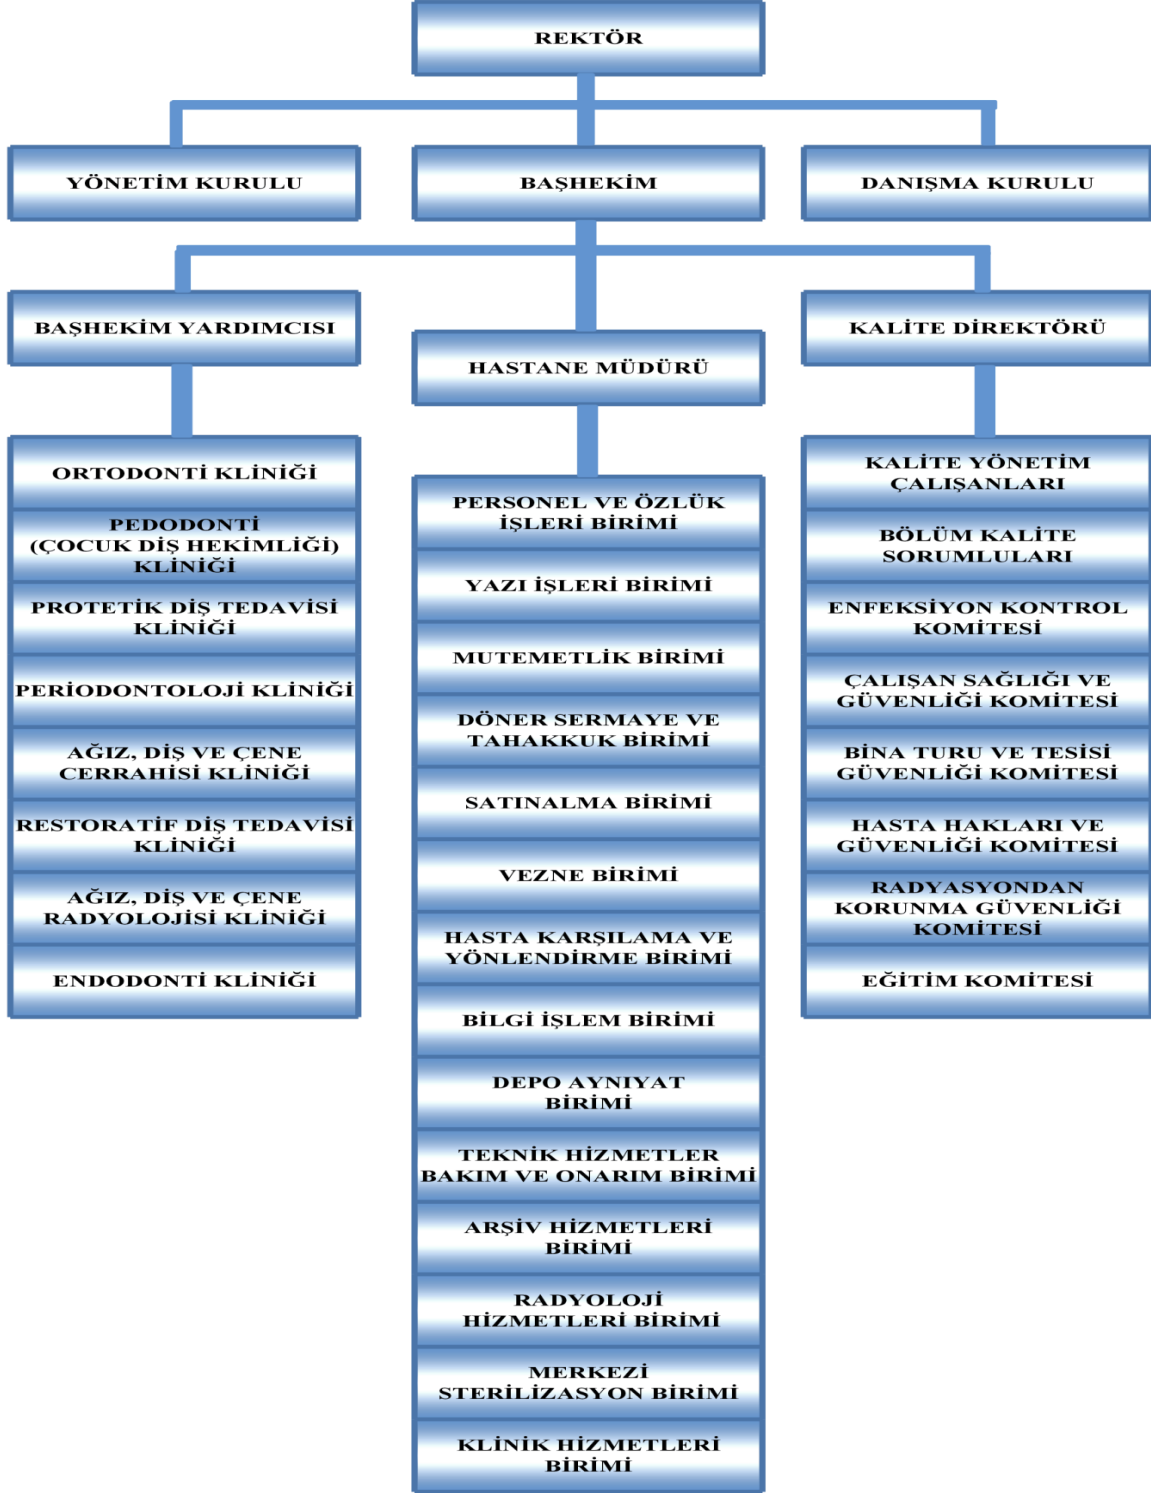 REKTÖR
YÖNETİM KURULU
BAŞHEKİM
DANIŞMA KURULU
BAŞHEKİM YARDIMCISI
HASTANE MÜDÜRÜ
KALİTE DİREKTÖRÜ
ORTODONTİ KLİNİĞİ
PEDODONTİ
(ÇOCUK DİŞ HEKİMLİĞİ)
KLİNİĞİ
PROTETİK DİŞ TEDAVİSİ
KLİNİĞİ
PERİODONTOLOJİ KLİNİĞİ
AĞIZ, DİŞ VE ÇENE
CERRAHİSİ KLİNİĞİ
RESTORATİF DİŞ TEDAVİSİ
KLİNİĞİ
AĞIZ, DİŞ VE ÇENE
RADYOLOJİSİ KLİNİĞİ
ENDODONTİ KLİNİĞİ
PERSONEL VE ÖZLÜK
İŞLERİ BİRİMİ
YAZI İŞLERİ BİRİMİ
MUTEMETLİK BİRİMİ
DÖNER SERMAYE VE
TAHAKKUK BİRİMİ
SATINALMA BİRİMİ
VEZNE BİRİMİ
HASTA KARŞILAMA VE
YÖNLENDİRME BİRİMİ
BİLGİ İŞLEM BİRİMİ
DEPO AYNIYAT
BİRİMİ
TEKNİK HİZMETLER
BAKIM VE ONARIM BİRİMİ
ARŞİV HİZMETLERİ
BİRİMİ
RADYOLOJİ
HİZMETLERİ BİRİMİ
MERKEZİ
STERİLİZASYON BİRİMİ
KLİNİK HİZMETLERİ
BİRİMİ
KALİTE YÖNETİM
ÇALIŞANLARI
BÖLÜM KALİTE
SORUMLULARI
ENFEKSİYON KONTROL
KOMİTESİ
ÇALIŞAN SAĞLIĞI VE
GÜVENLİĞİ KOMİTESİ
BİNA TURU VE TESİSİ
GÜVENLİĞİ KOMİTESİ
HASTA HAKLARI VE
GÜVENLİĞİ KOMİTESİ
RADYASYONDAN
KORUNMA GÜVENLİĞİ
KOMİTESİ
EĞİTİM KOMİTESİ